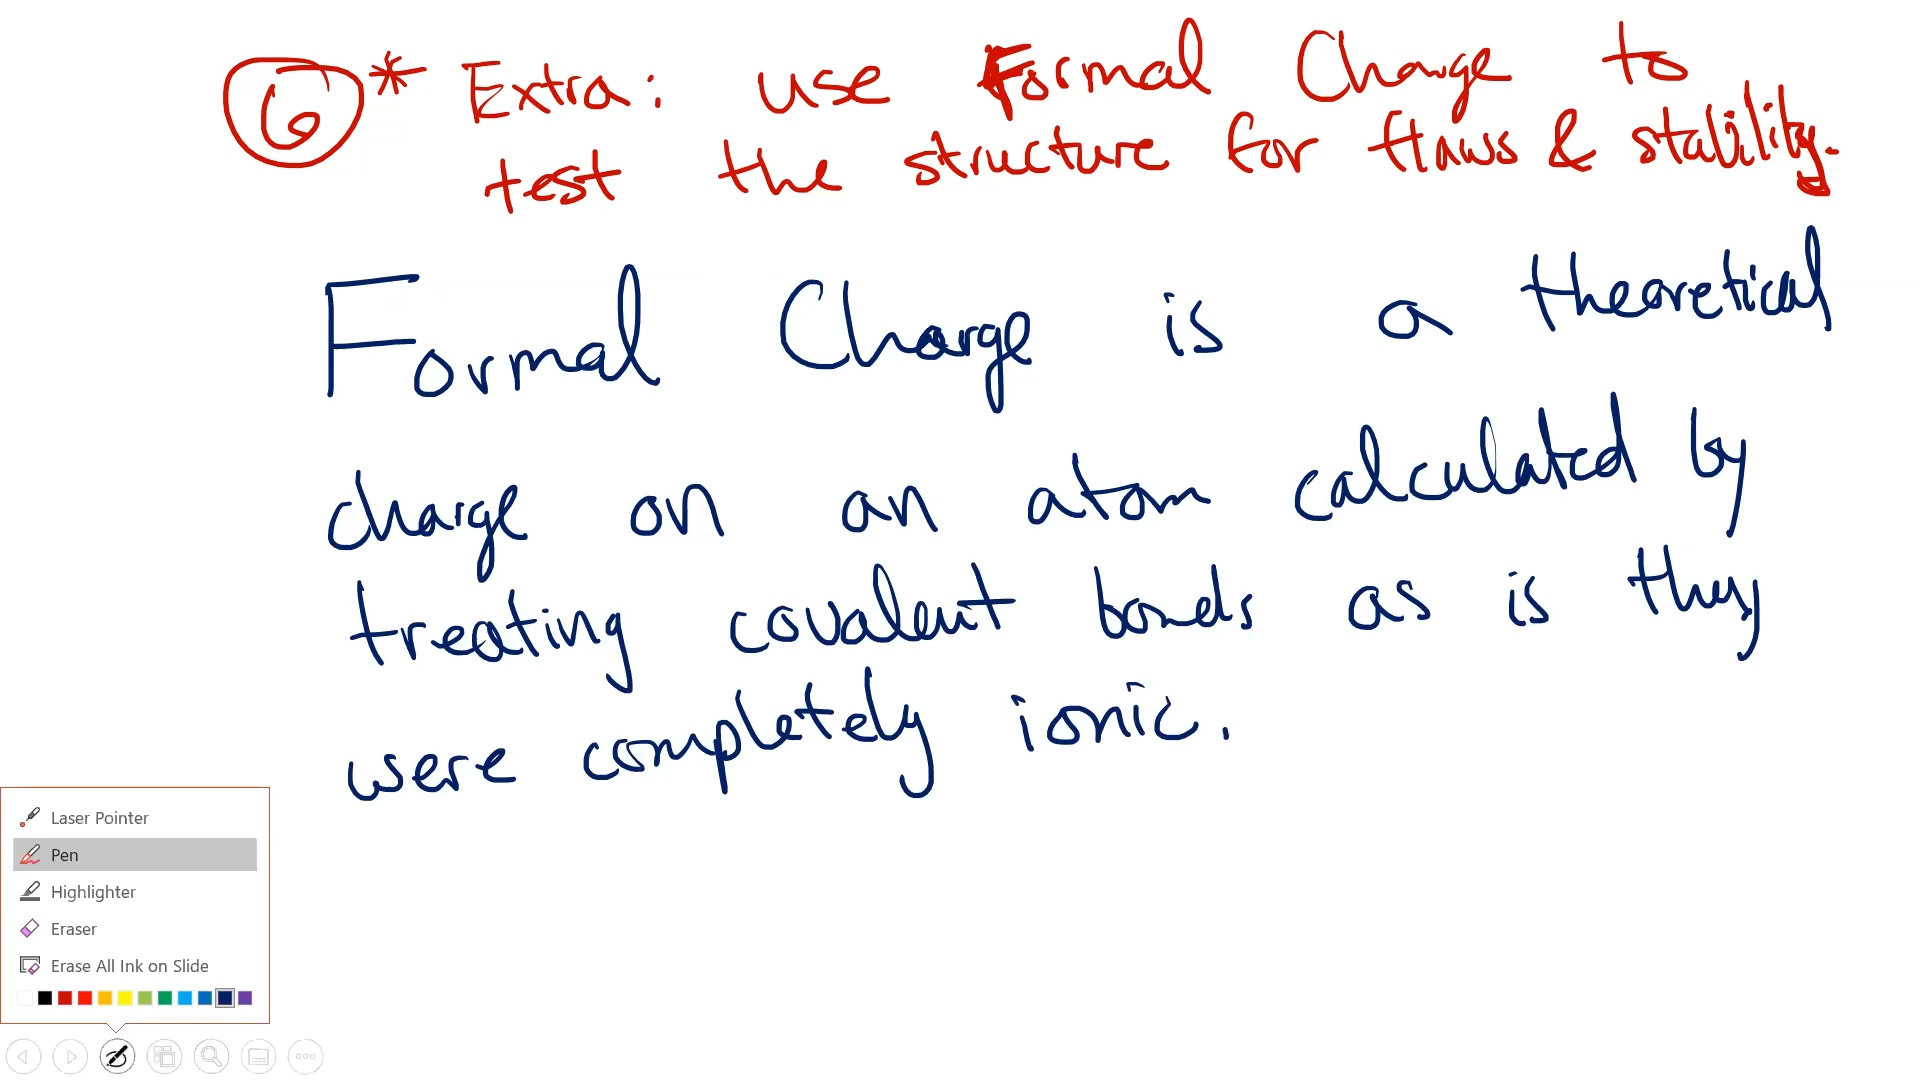 6 * Extra: use Formal Charge to
test the structure for flaws & stability.
Formal Charge is a theoretical
charge on an atom calculated by
treating covalent bonds as is they
were completely ionic.
Laser Pointer
Pen
Highlighter
Eraser
Erase All Ink on Slide